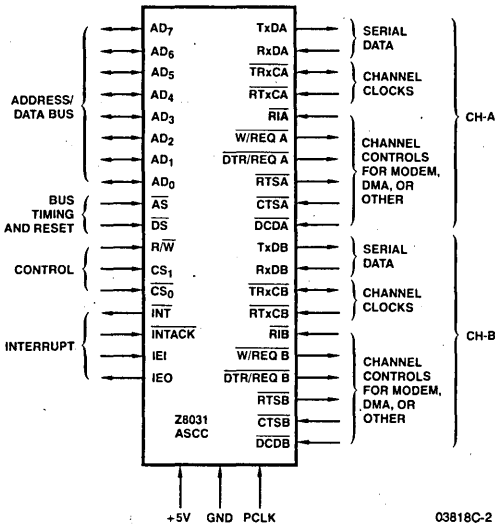 AD7
AD6
AD5
AD4
AD3
AD2
AD1
AD0
ADDRESS/
DATA BUS
AS
DS
BUS
TIMING
AND RESET
R/W
CS1
CS0
CONTROL
INT
INTACK
IEI
IEO
INTERRUPT
Z8031
ASCC
TxDA
RxDA
SERIAL
DATA
TRxCA
RTxCA
CHANNEL
CLOCKS
RIA
W/REQ A
DTR/REQ A
RTSA
CTSA
DCDA
CHANNEL
CONTROLS
FOR MODEM,
DMA, OR
OTHER
CH-A
TxDB
RxDB
SERIAL
DATA
TRxCB
RTxCB
CHANNEL
CLOCKS
RIB
W/REQ B
DTR/REQ B
RTSB
CTSB
DCDB
CHANNEL
CONTROLS
FOR MODEM,
DMA, OR
OTHER
CH-B
+5V GND PCLK
03818C-2